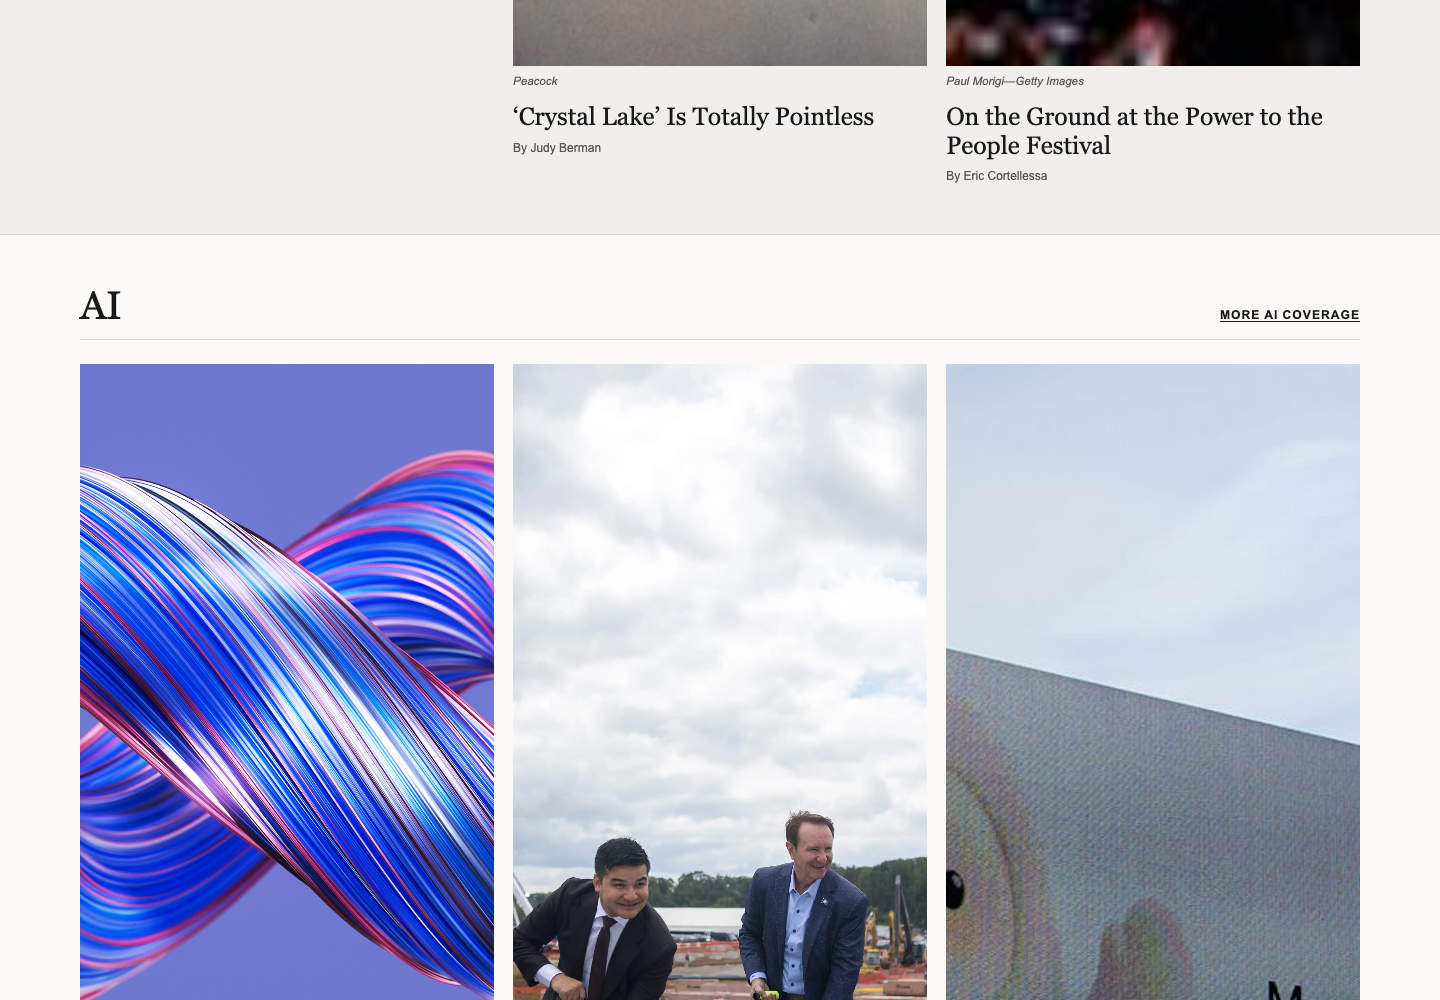 Peacock
‘Crystal Lake’ Is Totally Pointless
By Judy Berman
Paul Morigi—Getty Images
On the Ground at the Power to the
People Festival
By Eric Cortellessa
AI
MORE AI COVERAGE
M